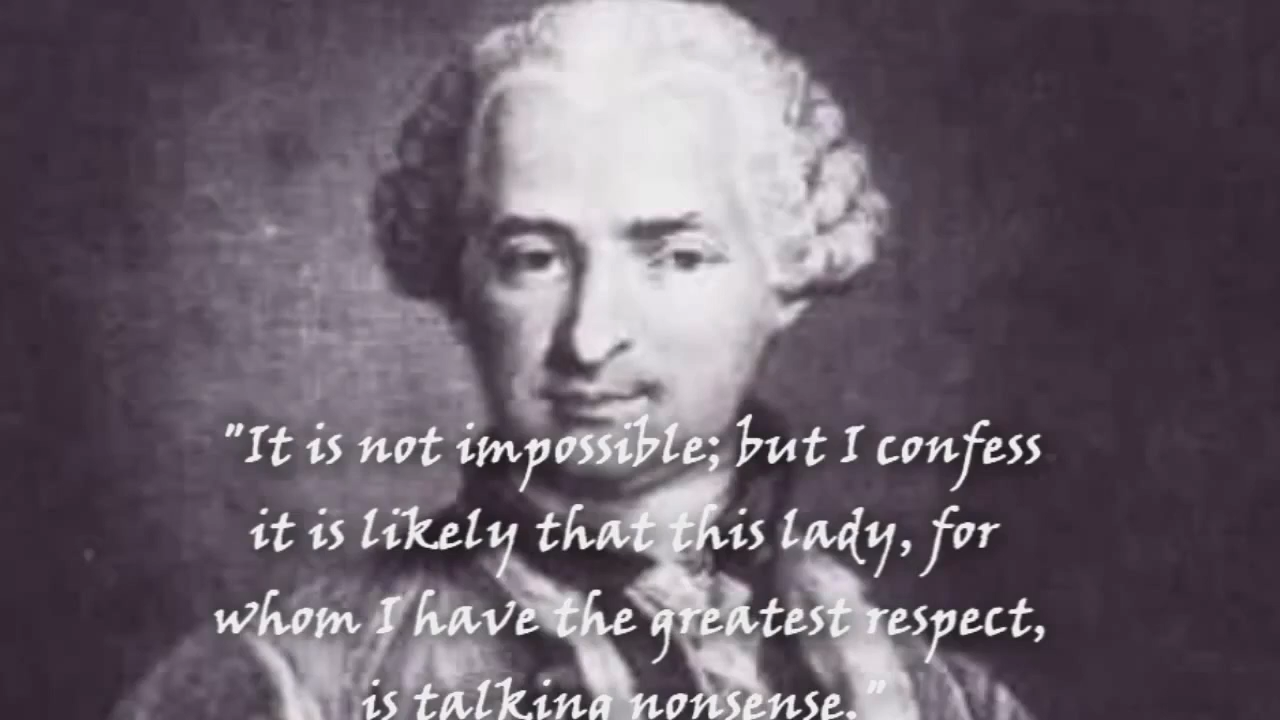 "It is not impossible; but I confess
it is likely that this lady, for
whom I have the greatest respect,
is talking nonsense."